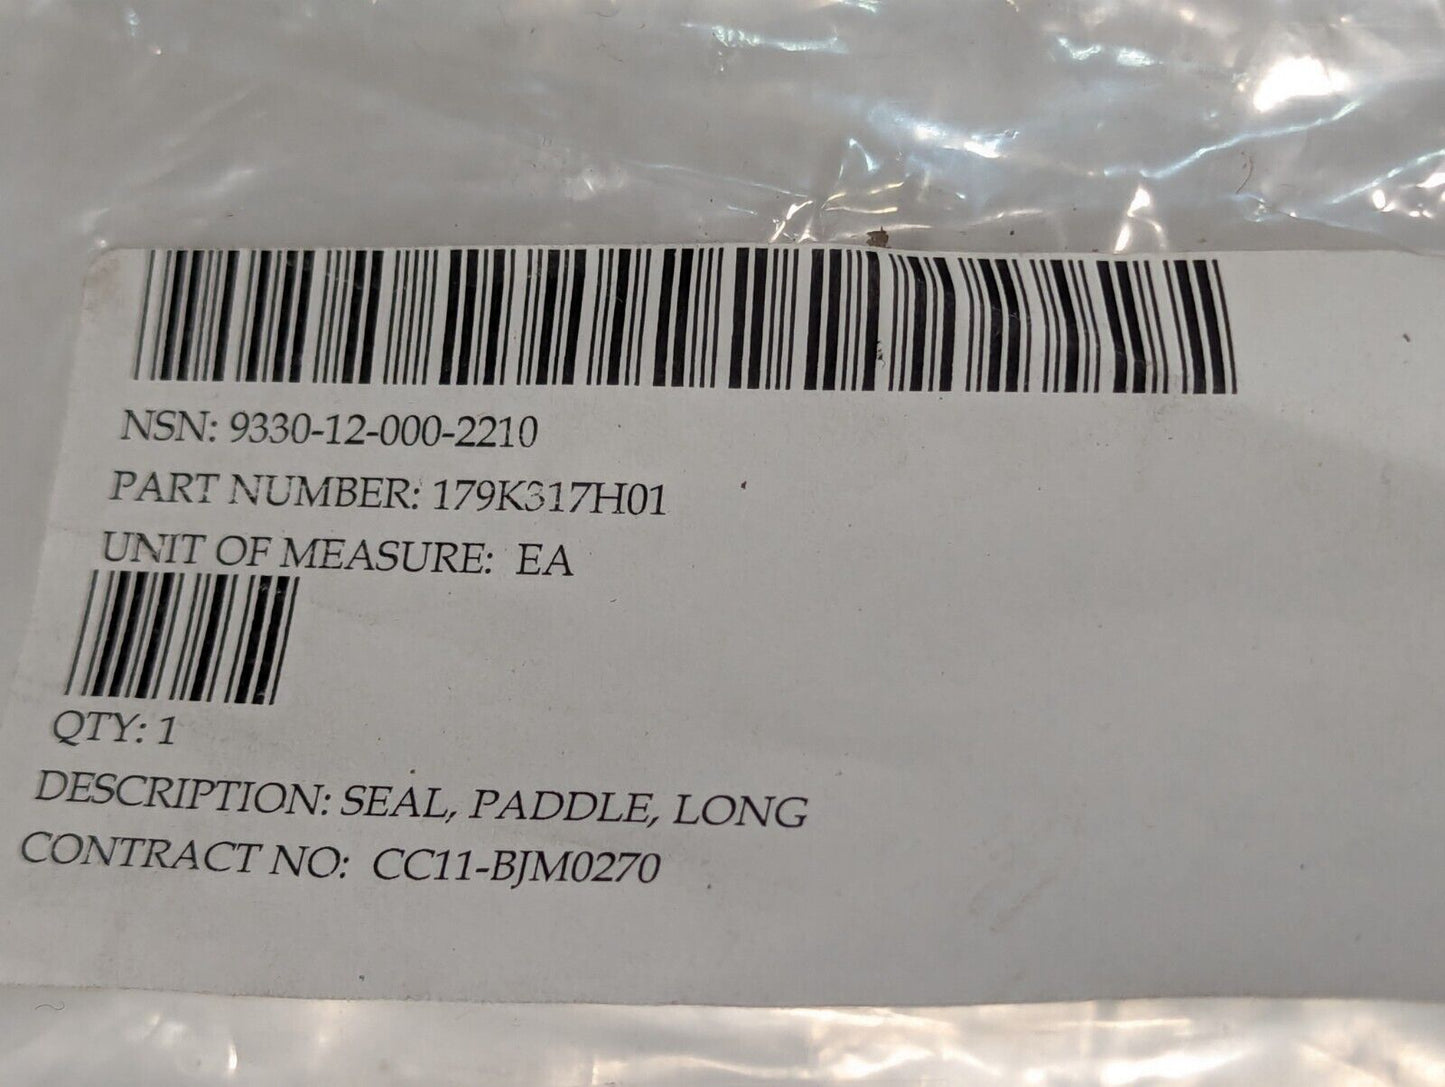 NSN: 9330-12-000-2210
PART NUMBER: 179K317H01
UNIT OF MEASURE: EA
QTY: 1
DESCRIPTION: SEAL, PADDLE, LONG
CONTRACT NO: CC11-BJM0270